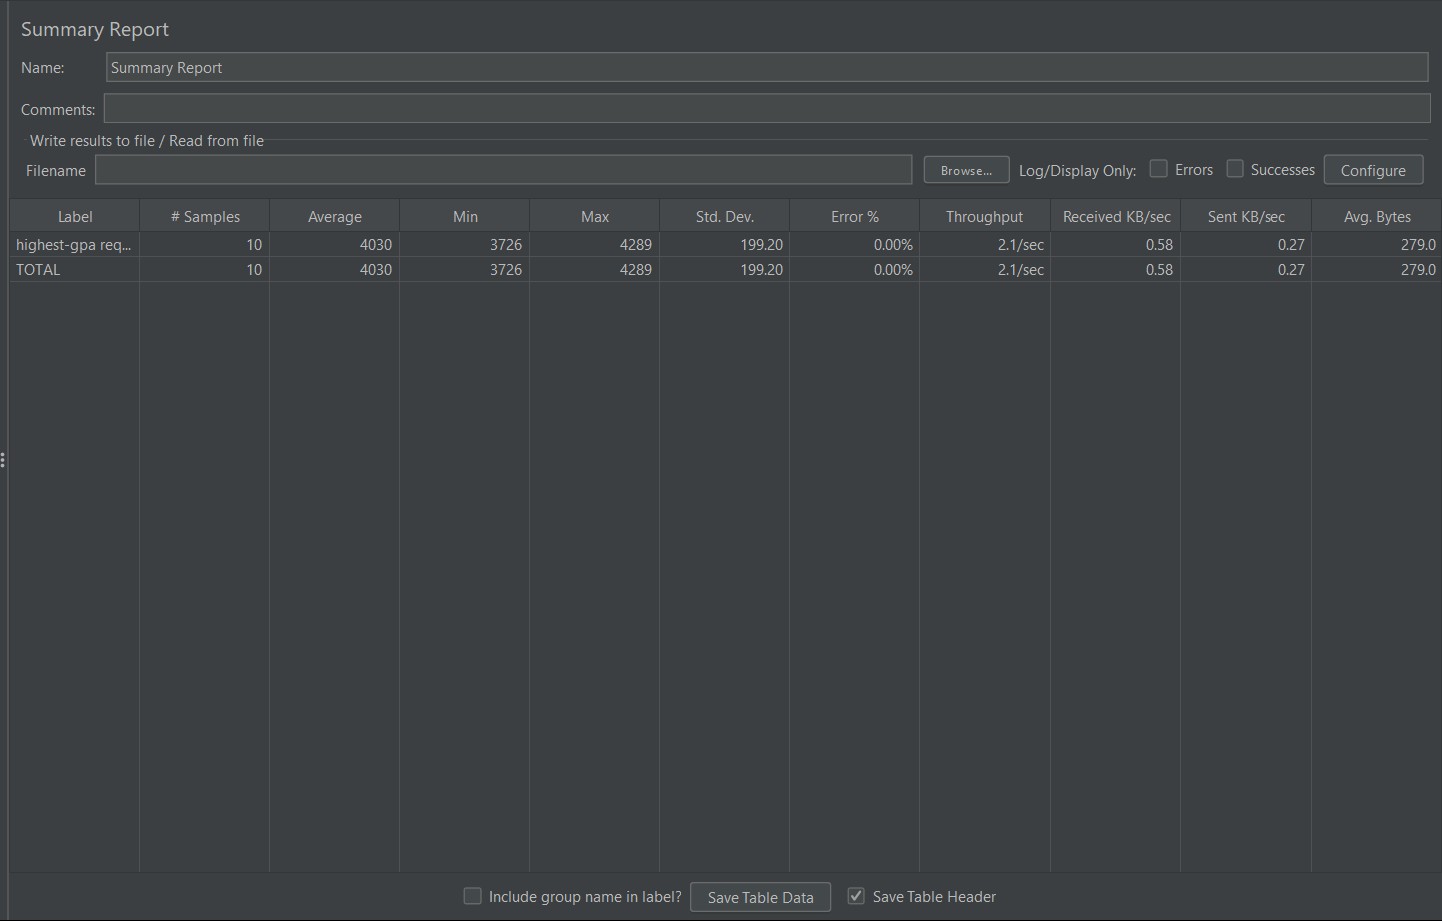 Summary Report
Name: Summary Report
Comments:
Write results to file / Read from file
Filename Browse... Log/Display Only: Errors Successes Configure
Label # Samples Average Min Max Std. Dev. Error % Throughput Received KB/sec Sent KB/sec Avg. Bytes
highest-gpa req... 10 4030 3726 4289 199.20 0.00% 2.1/sec 0.58 0.27 279.0
TOTAL 10 4030 3726 4289 199.20 0.00% 2.1/sec 0.58 0.27 279.0
Include group name in label? Save Table Data Save Table Header